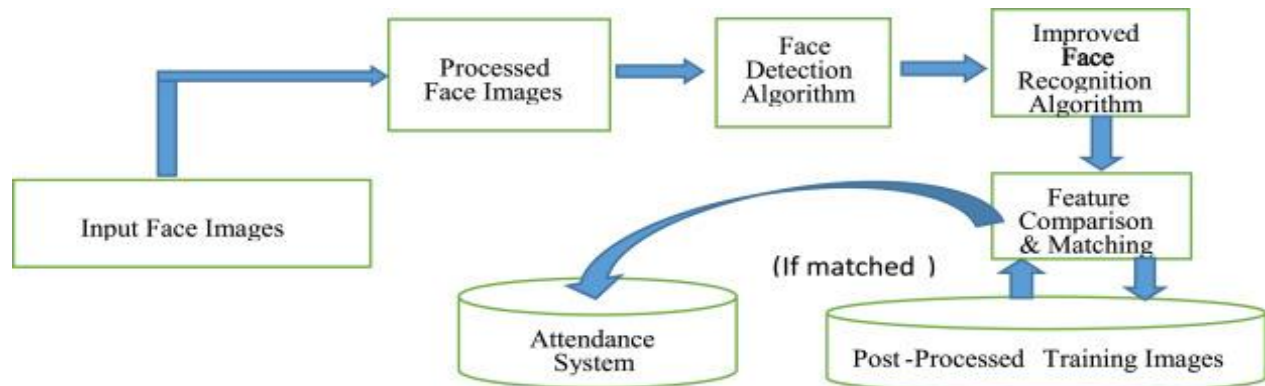 Input Face Images
Processed
Face Images
Face
Detection
Algorithm
Improved
Face
Recognition
Algorithm
Feature
Comparison
& Matching
(If matched )
Attendance
System
Post -Processed Training Images